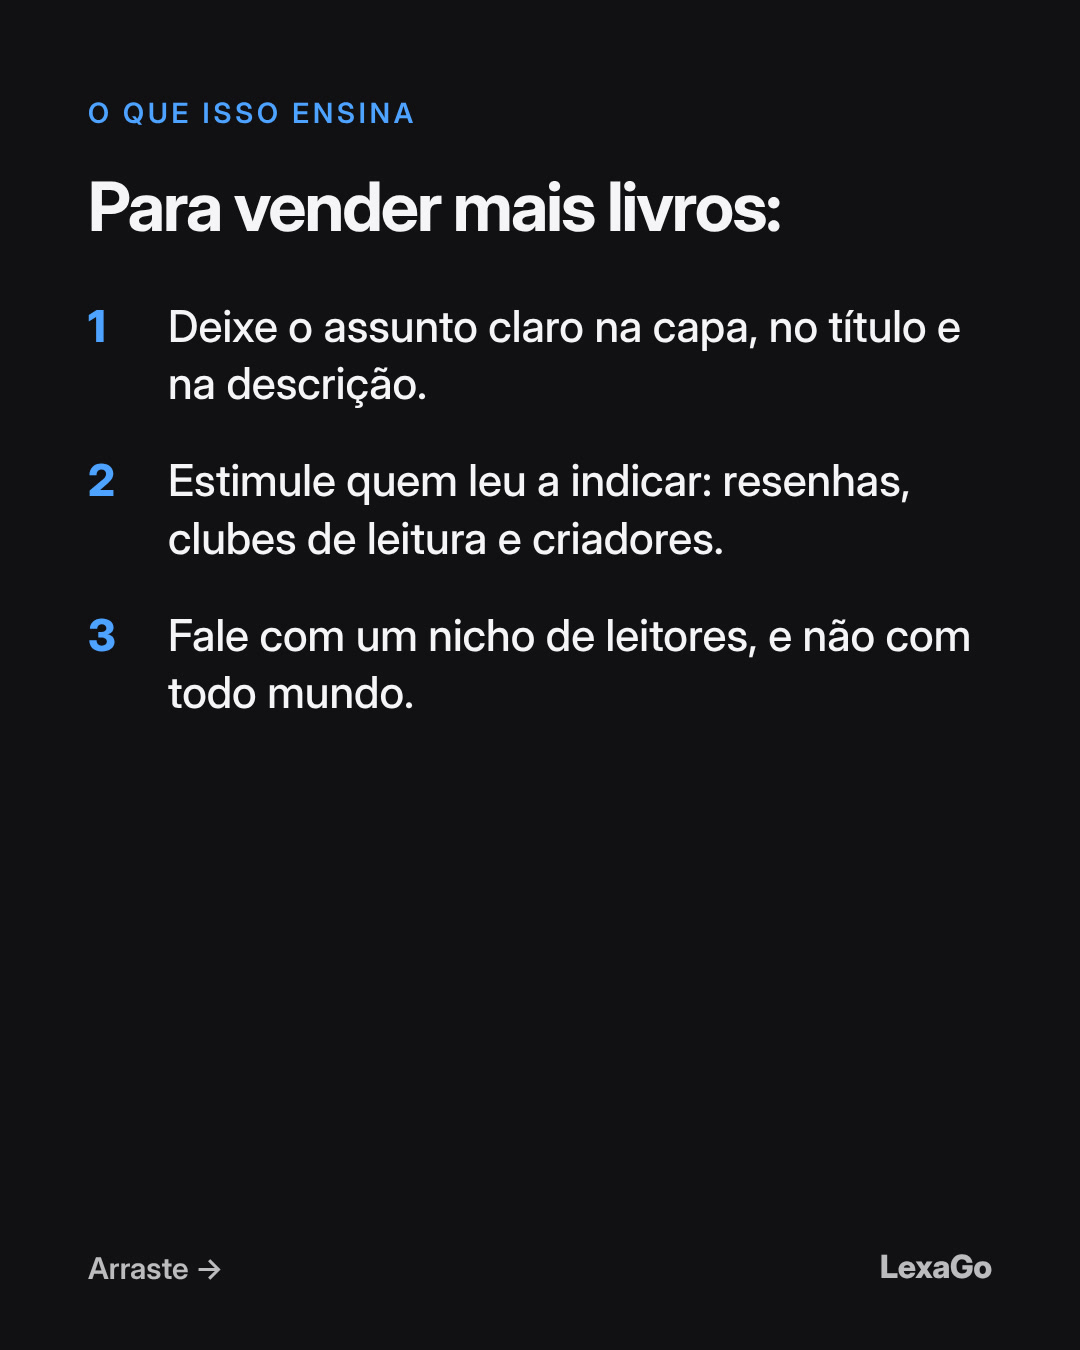 O QUE ISSO ENSINA
Para vender mais livros:
1 Deixe o assunto claro na capa, no título e
na descrição.
2 Estimule quem leu a indicar: resenhas,
clubes de leitura e criadores.
3 Fale com um nicho de leitores, e não com
todo mundo.
Arraste →
LexaGo